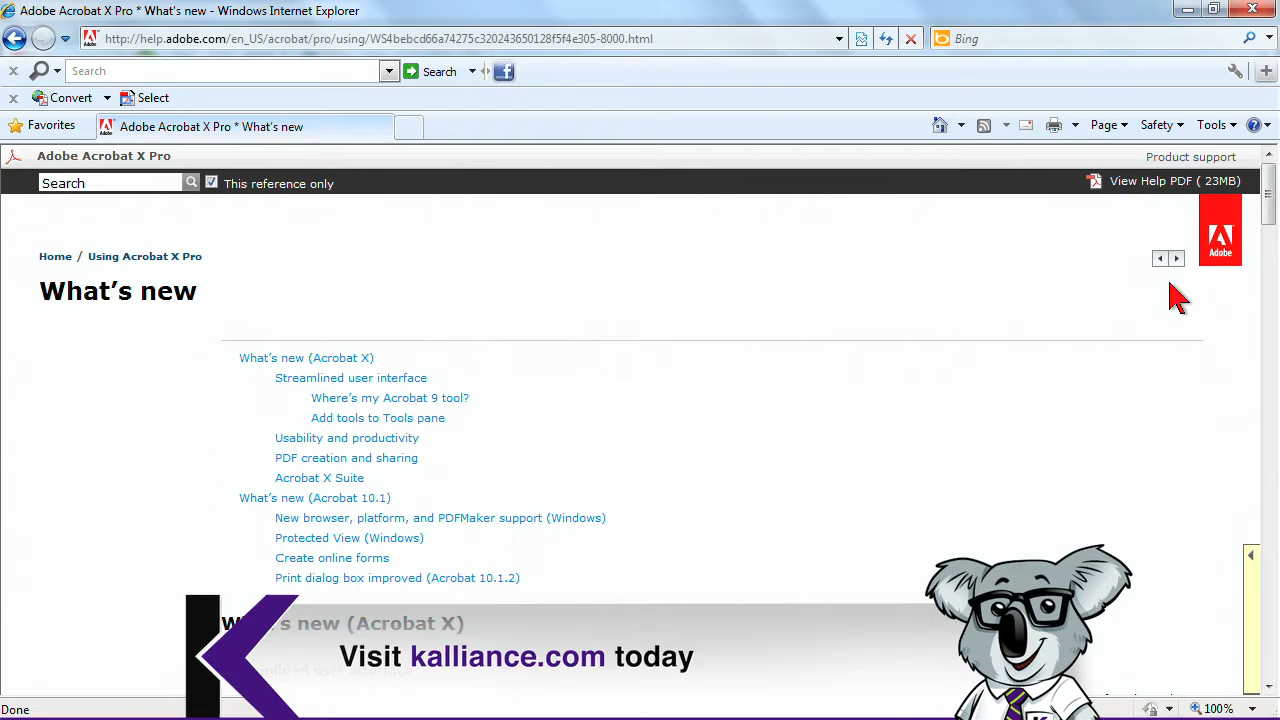 Adobe Acrobat X Pro * What's new - Windows Internet Explorer
http://help.adobe.com/en_US/acrobat/pro/using/WS4bebcd66a74275c320243650128f5f4e305-8000.html
Bing
Search
Search
Convert
Select
Favorites
Adobe Acrobat X Pro * What's new
Page
Safety
Tools
Adobe Acrobat X Pro
Product support
Search
This reference only
View Help PDF ( 23MB)
Adobe
Home / Using Acrobat X Pro
What's new
What's new (Acrobat X)
Streamlined user interface
Where's my Acrobat 9 tool?
Add tools to Tools pane
Usability and productivity
PDF creation and sharing
Acrobat X Suite
What's new (Acrobat 10.1)
New browser, platform, and PDFMaker support (Windows)
Protected View (Windows)
Create online forms
Print dialog box improved (Acrobat 10.1.2)
What's new (Acrobat X)
Streamlined user interface
Visit kalliance.com today
K
Done
100%